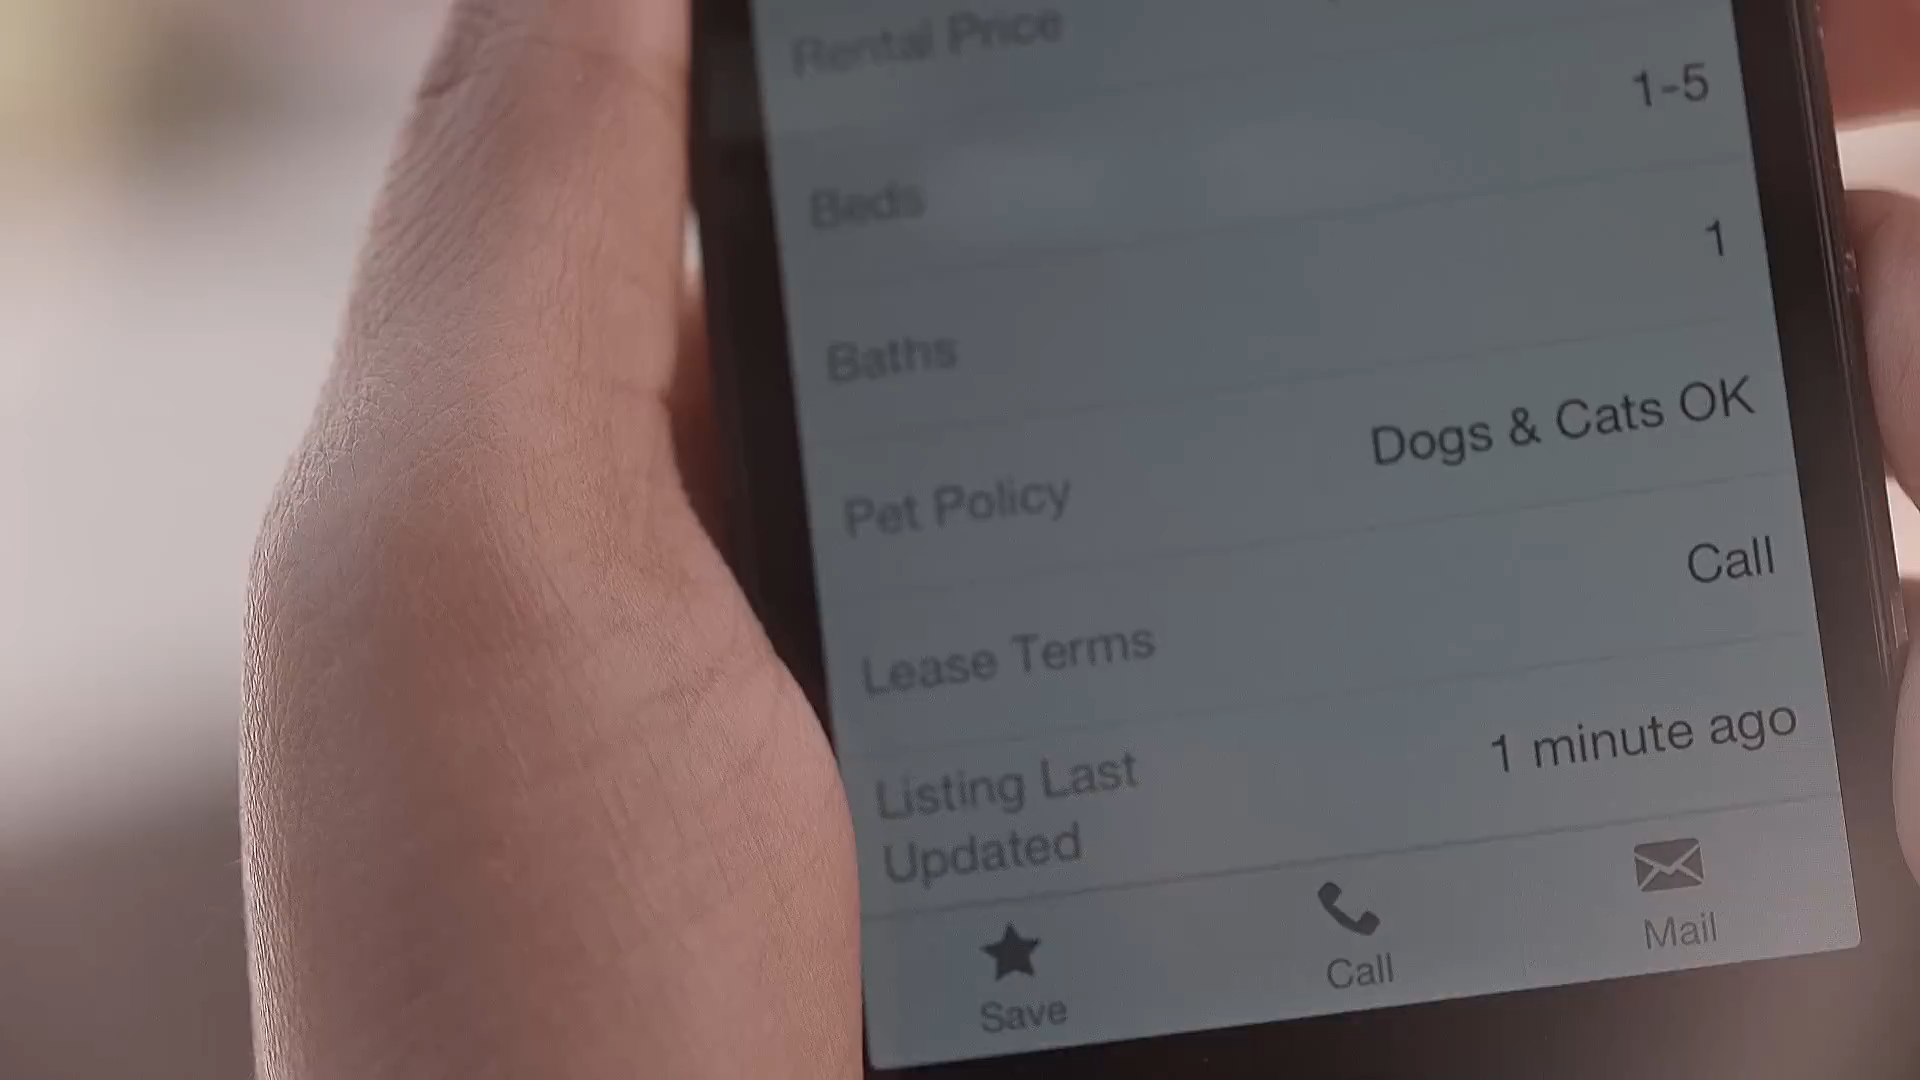 Rental Price
Beds 1-5
Baths 1
Pet Policy Dogs & Cats OK
Lease Terms Call
Listing Last
Updated 1 minute ago
Save Call Mail